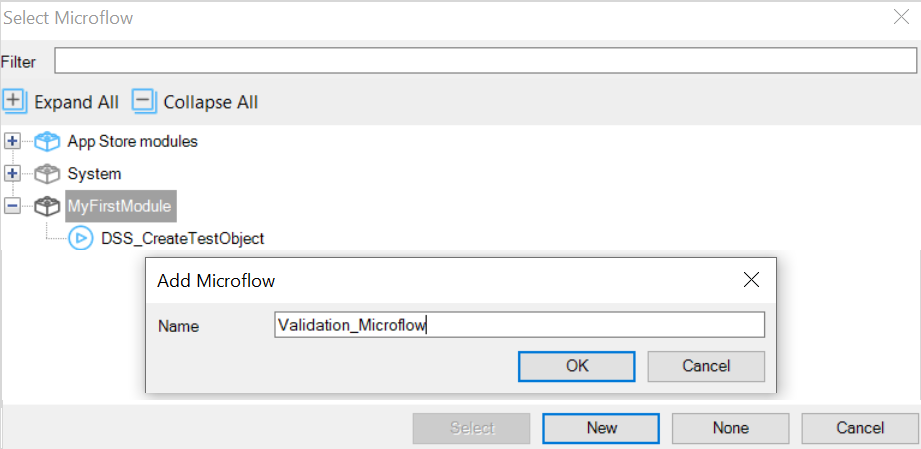 Select Microflow
Filter
Expand All Collapse All
App Store modules
System
MyFirstModule
DSS_CreateTestObject
Add Microflow
Name Validation_Microflow
OK Cancel
Select New None Cancel